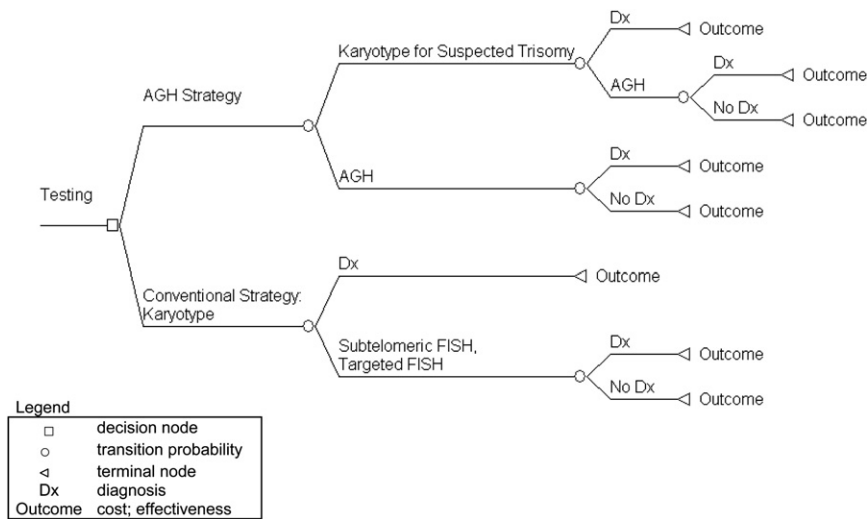 Dx
Outcome
Karyotype for Suspected Trisomy
Dx
AGH
Outcome
AGH Strategy
No Dx
Outcome
Dx
Outcome
AGH
No Dx
Outcome
Testing
Dx
Outcome
Conventional Strategy:
Karyotype
Subtelomeric FISH,
Targeted FISH
Dx
Outcome
No Dx
Outcome
Legend
decision node
transition probability
terminal node
Dx diagnosis
Outcome cost; effectiveness